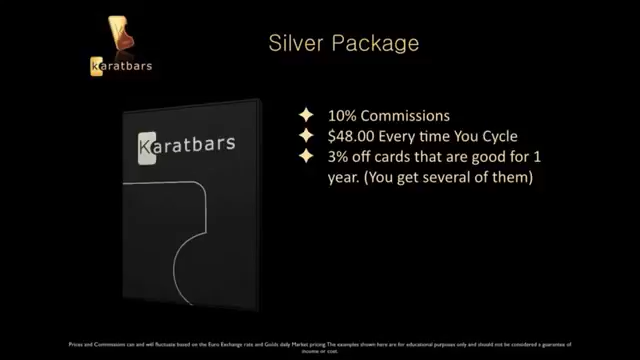 Silver Package
karatbars
Karatbars
10% Commissions
$48.00 Every time You Cycle
3% off cards that are good for 1
year. (You get several of them)
Prices and Commissions can and will fluctuate based on the Euro Exchange rate and Golds daily Market pricing. The examples shown here are for educational purposes only and should not be considered a guarantee of
income or cost.